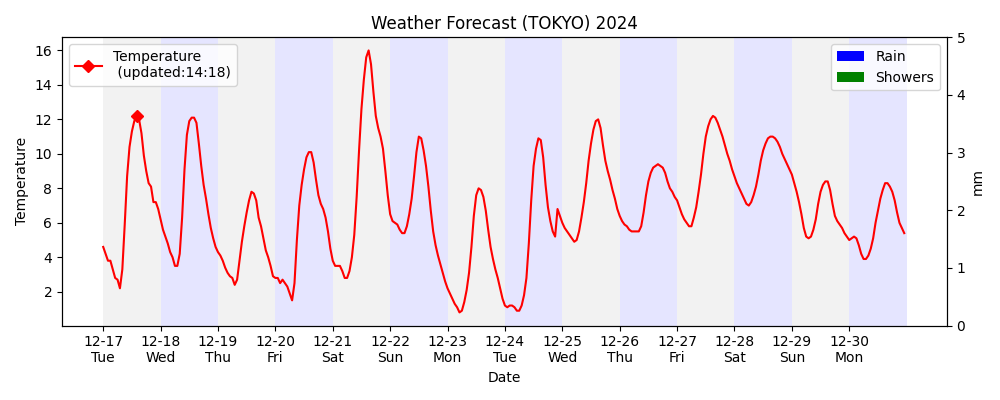 Weather Forecast (TOKYO) 2024
Temperature
(updated:14:18)
Rain
Showers
Temperature
16
14
12
10
8
6
4
2
5
4
3
2
1
0
mm
12-17 12-18 12-19 12-20 12-21 12-22 12-23 12-24 12-25 12-26 12-27 12-28 12-29 12-30
Tue Wed Thu Fri Sat Sun Mon Tue Wed Thu Fri Sat Sun Mon
Date